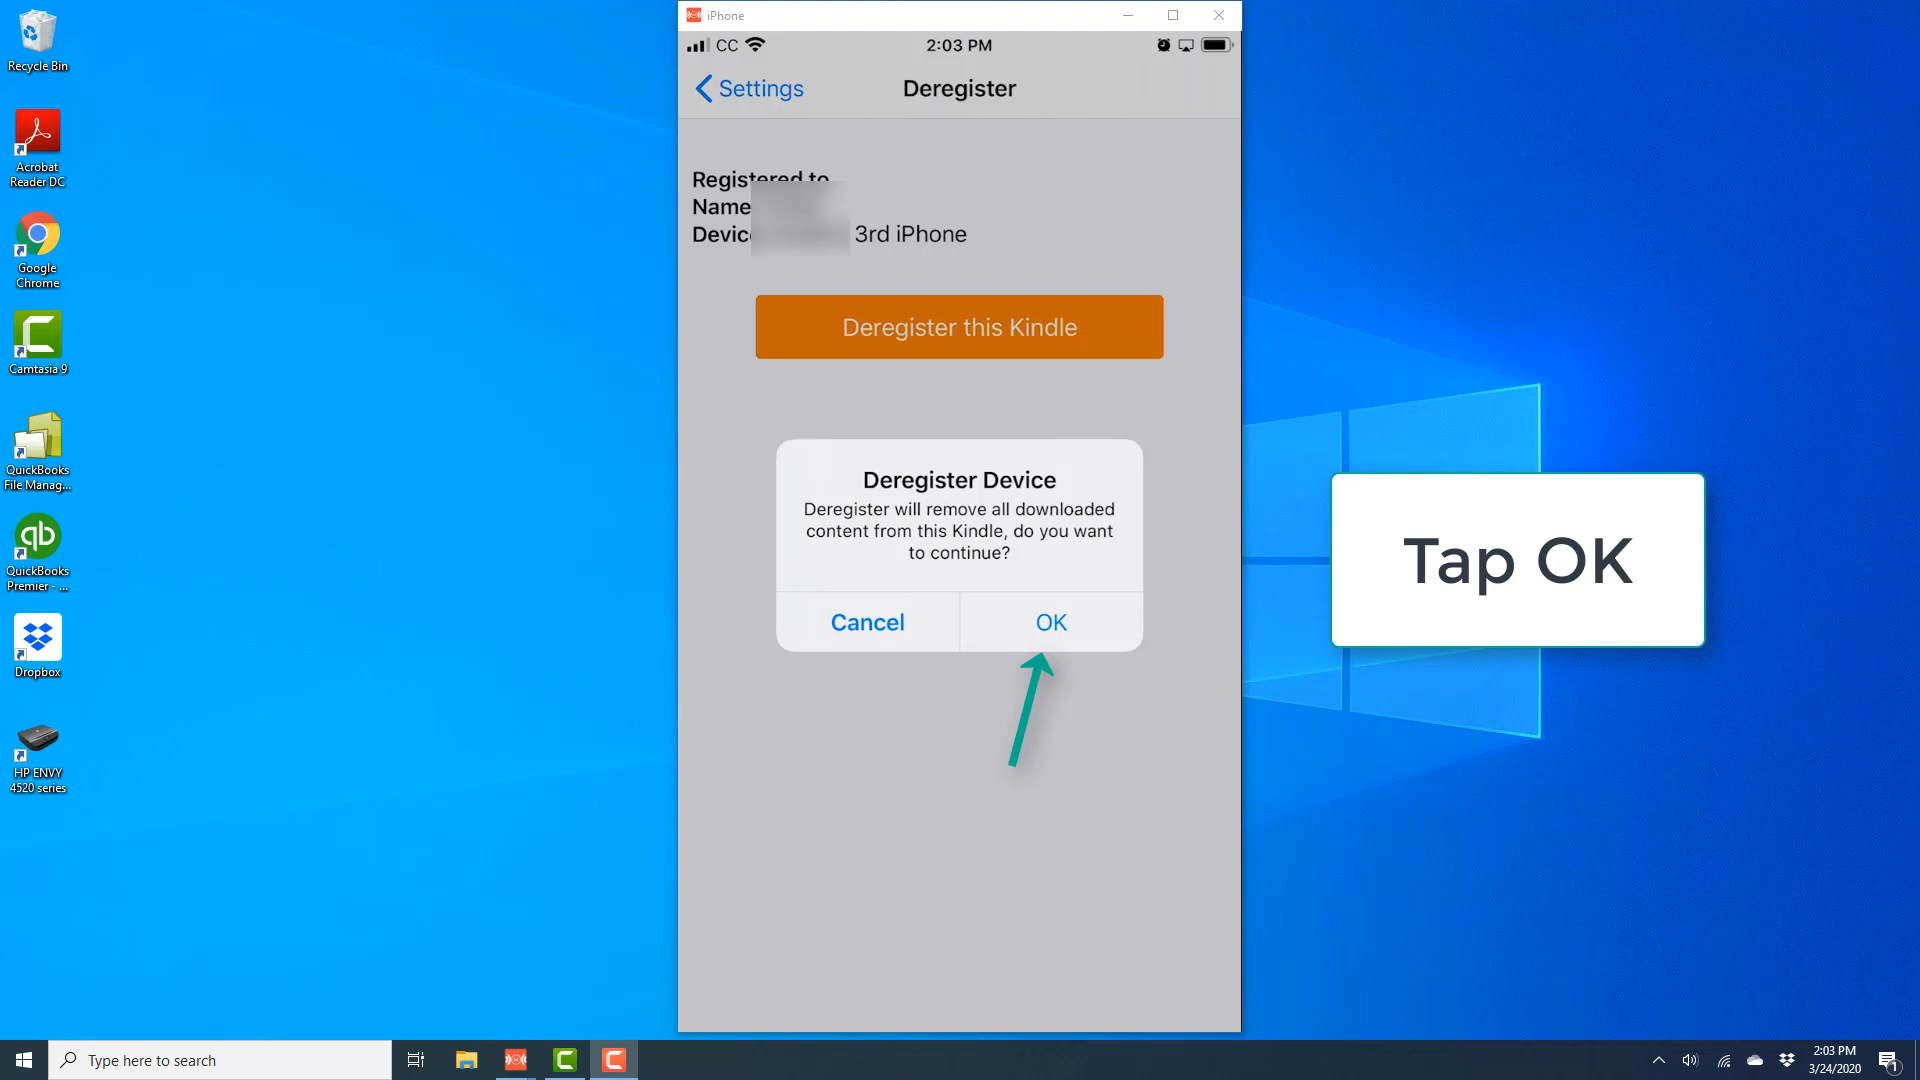 Recycle Bin
Acrobat
Reader DC
Google
Chrome
Camtasia 9
QuickBooks
File Manag...
QuickBooks
Premier - ...
Dropbox
HP ENVY
4520 series
iPhone
CC
2:03 PM
Settings
Deregister
Registered to
Name
Device
3rd iPhone
Deregister this Kindle
Deregister Device
Deregister will remove all downloaded
content from this Kindle, do you want
to continue?
Cancel
OK
Tap OK
Type here to search
2:03 PM
3/24/2020
1